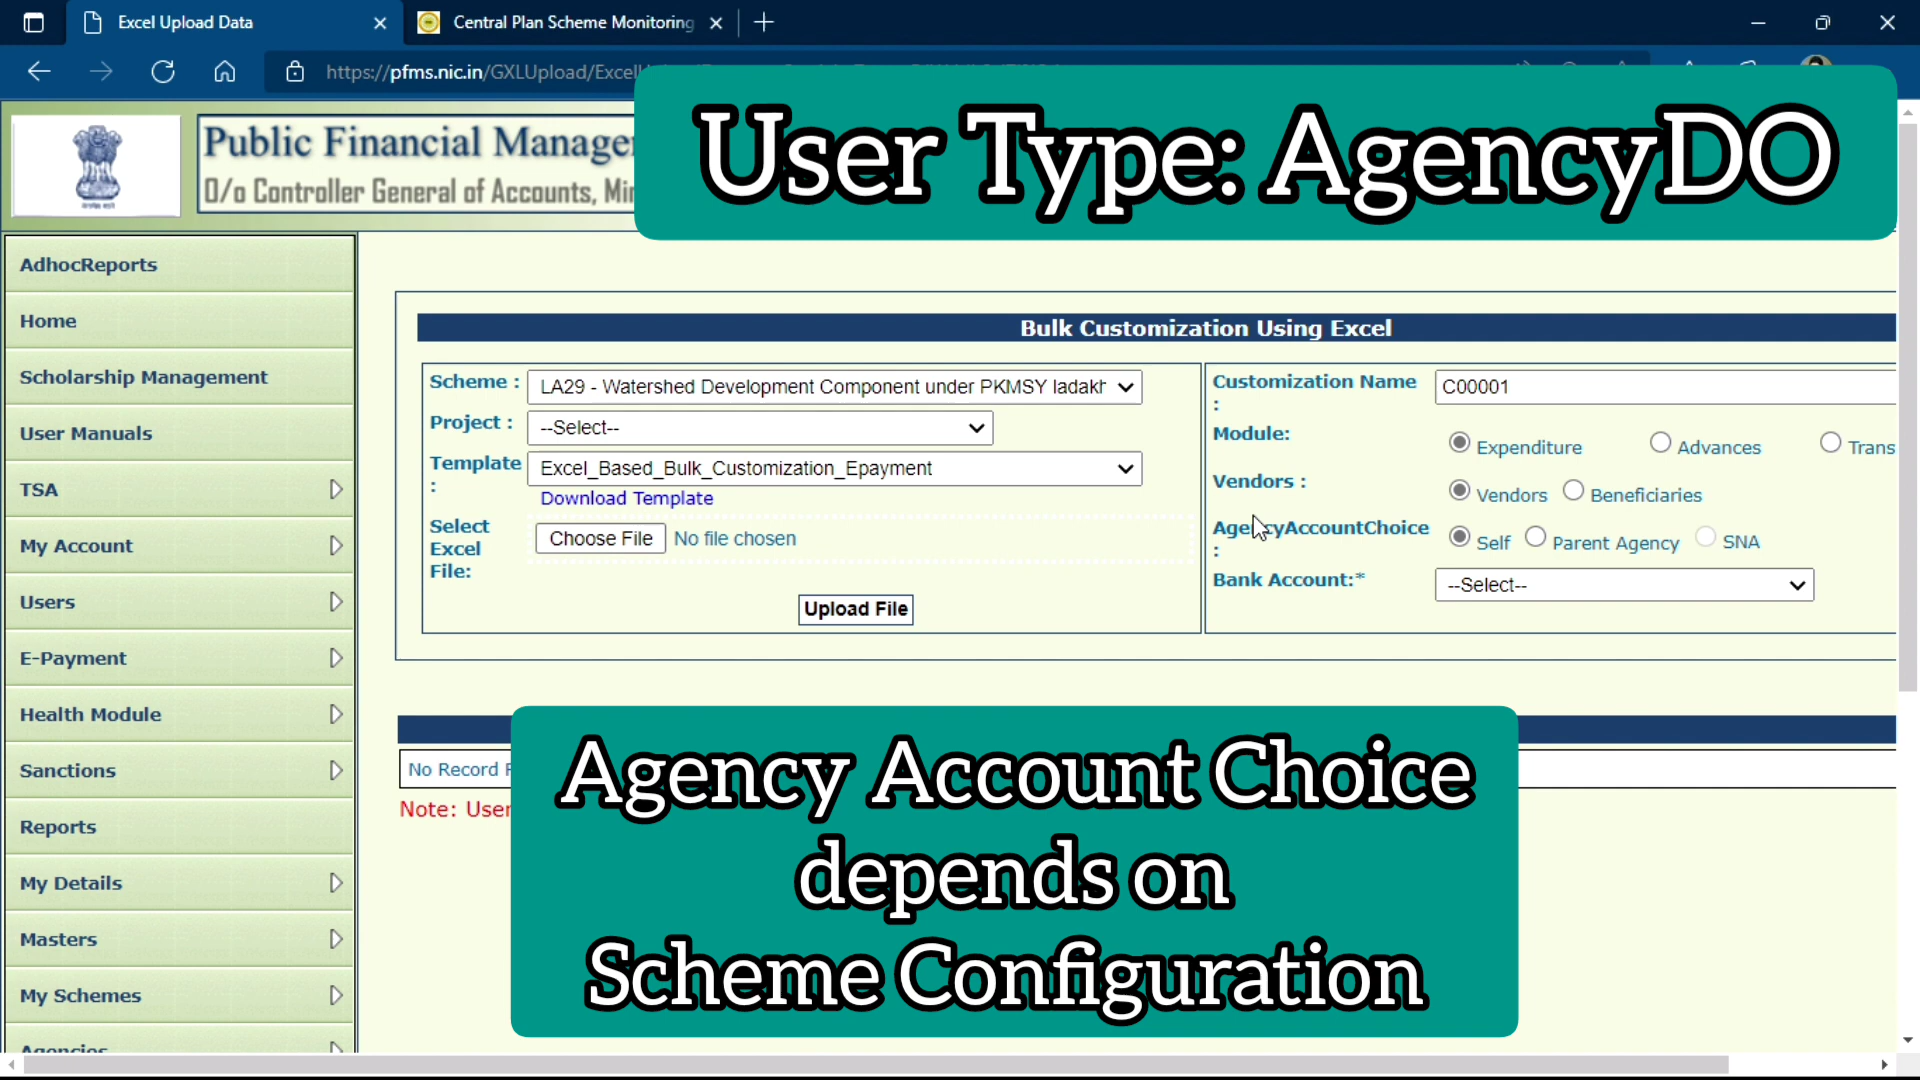 Excel Upload Data
Central Plan Scheme Monitoring
https://pfms.nic.in/GXLUpload/Excel
User Type: AgencyDO
Public Financial Manage
O/o Controller General of Accounts, Mi
AdhocReports
Home
Scholarship Management
User Manuals
TSA
My Account
Users
E-Payment
Health Module
Sanctions
Reports
My Details
Masters
My Schemes
Agencies
Bulk Customization Using Excel
Scheme : LA29 - Watershed Development Component under PKMSY ladakh
Project : --Select--
Template : Excel_Based_Bulk_Customization_Epayment
Download Template
Select Excel File: Choose File No file chosen
Upload File
Customization Name : C00001
Module: Expenditure Advances Trans
Vendors : Vendors Beneficiaries
AgencyAccountChoice : Self Parent Agency SNA
Bank Account:* --Select--
No Record
Note: User
Agency Account Choice
depends on
Scheme Configuration